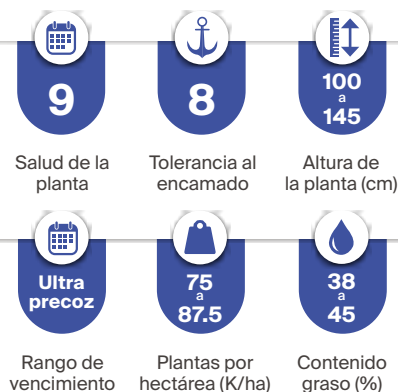 9
Salud de la
planta
8
Tolerancia al
encamado
100
a
145
Altura de
la planta (cm)
Ultra
precoz
Rango de
vencimiento
75
a
87.5
Plantas por
hectárea (K/ha)
38
a
45
Contenido
graso (%)